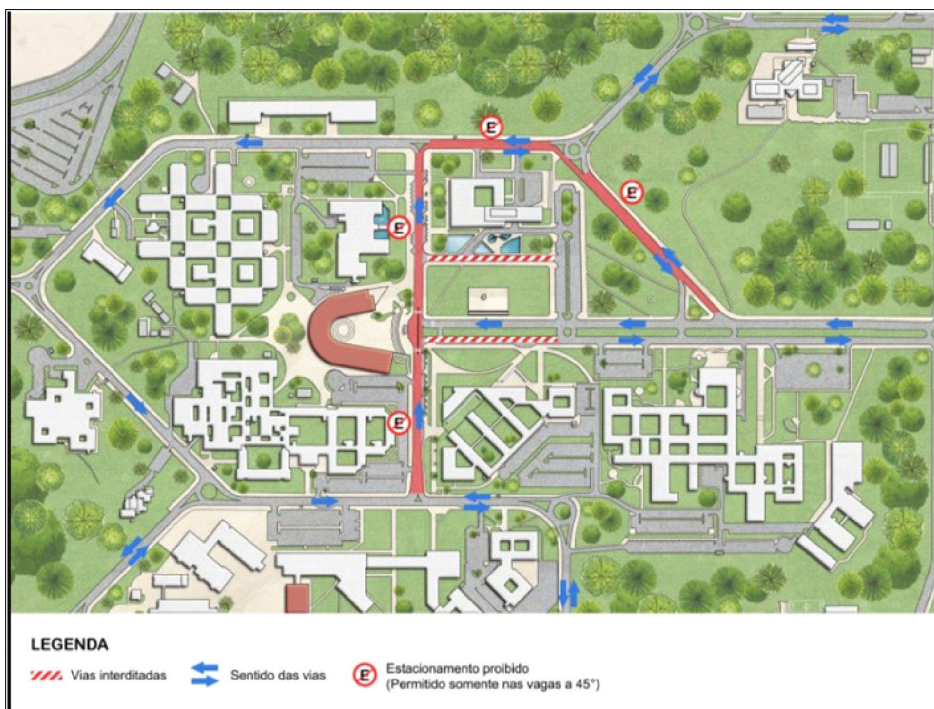 E
E
E
E
LEGENDA
Vias interditadas
Sentido das vias
E
Estacionamento proibido
(Permitido somente nas vagas a 45°)